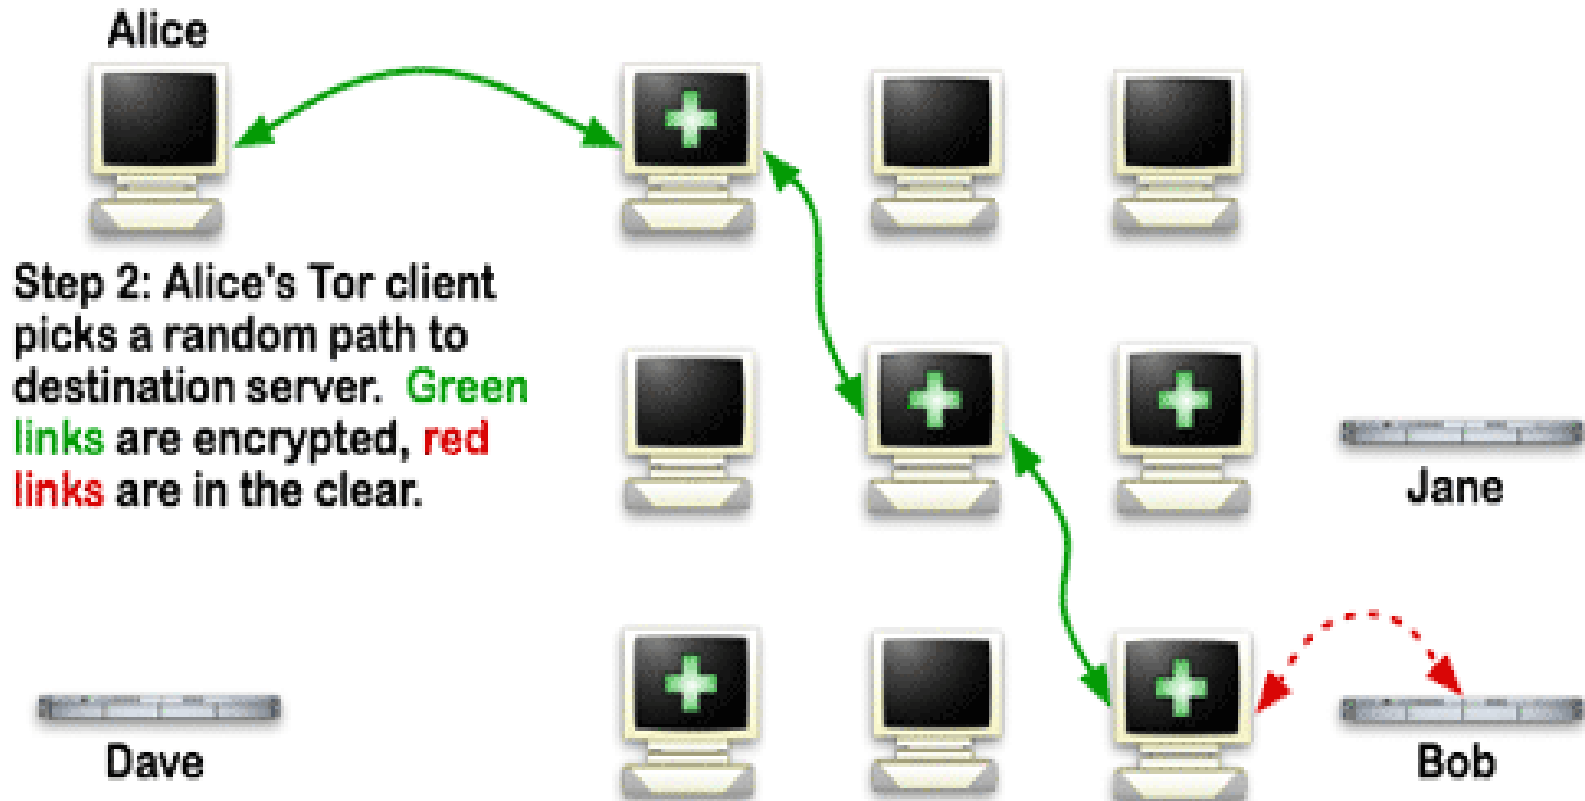 Alice
Step 2: Alice's Tor client
picks a random path to
destination server. Green
links are encrypted, red
links are in the clear.
Jane
Dave
Bob